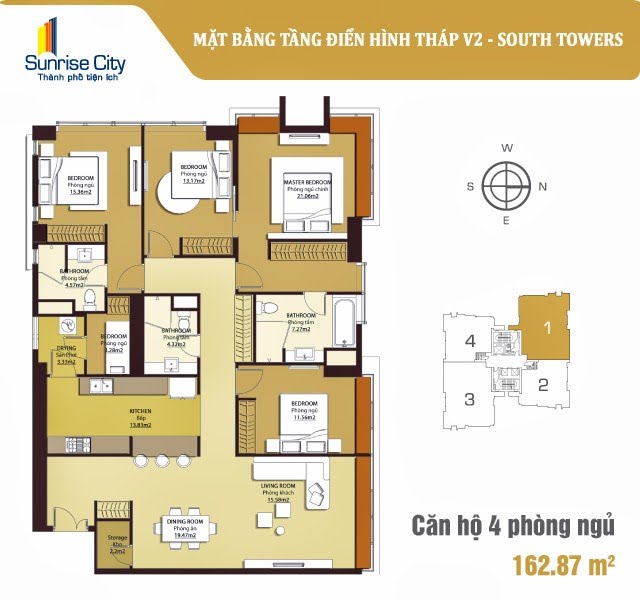 Sunrise City
Thành phố tiện ích
MẶT BẰNG TẦNG ĐIỂN HÌNH THÁP V2 - SOUTH TOWERS
BEDROOM
Phòng ngủ
15.36m2
BEDROOM
Phòng ngủ
13.17m2
MASTER BEDROOM
Phòng ngủ chính
21.06m2
W
S
N
E
BATHROOM
Phòng tắm
4.57m2
BATHROOM
Phòng tắm
7.27m2
DRYING
Sân Phơi
3.33m2
BEDROOM
Phòng ngủ
BATHROOM
Phòng tắm
4.32m2
4
1
3
2
KITCHEN
Bếp
13.83m2
BEDROOM
Phòng ngủ
11.56m2
LIVING ROOM
Phòng khách
15.58m2
DINING ROOM
Phòng ăn
19.47m2
Storage
Kho
2.2m2
Căn hộ 4 phòng ngủ
162.87 m²